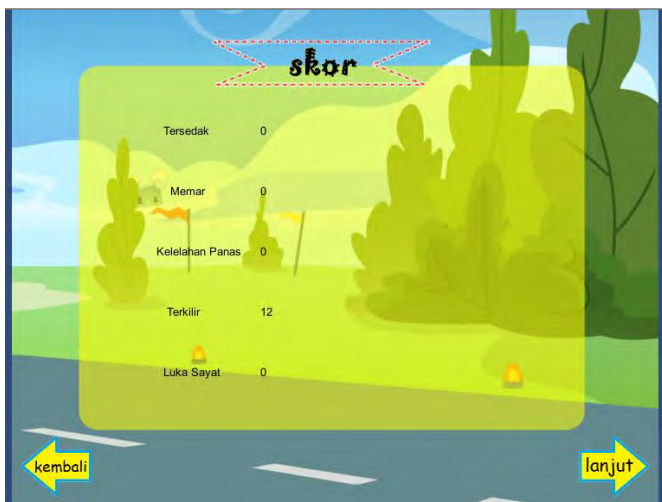 skor
Tersedak 0
Memar 0
Kelelahan Panas 0
Terkilir 12
Luka Sayat 0
kembali
lanjut